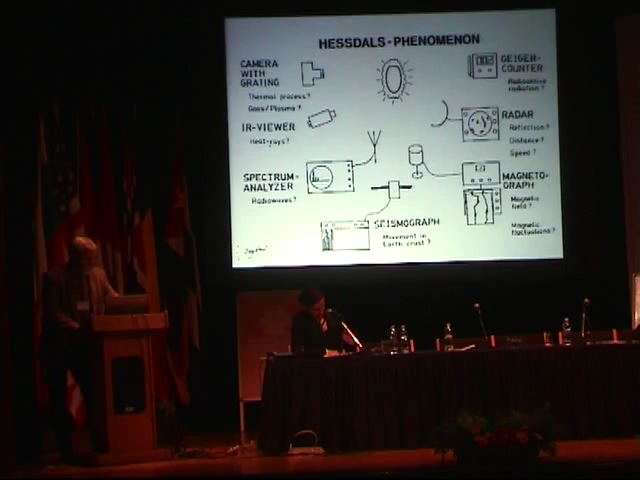 HESSDALS-PHENOMENON
CAMERA
WITH
GRATING
Thermal process?
Gass/Plasma?
IR-VIEWER
Heat-rays?
SPECTRUM-
ANALYZER
Radiowaves?
SEISMOGRAPH
Movement in
Earth crust?
GEIGER-
COUNTER
Radioactive
radiation?
RADAR
Reflection?
Distance?
Speed?
MAGNETO-
GRAPH
Magnetic
field?
Magnetic
fluctuations?